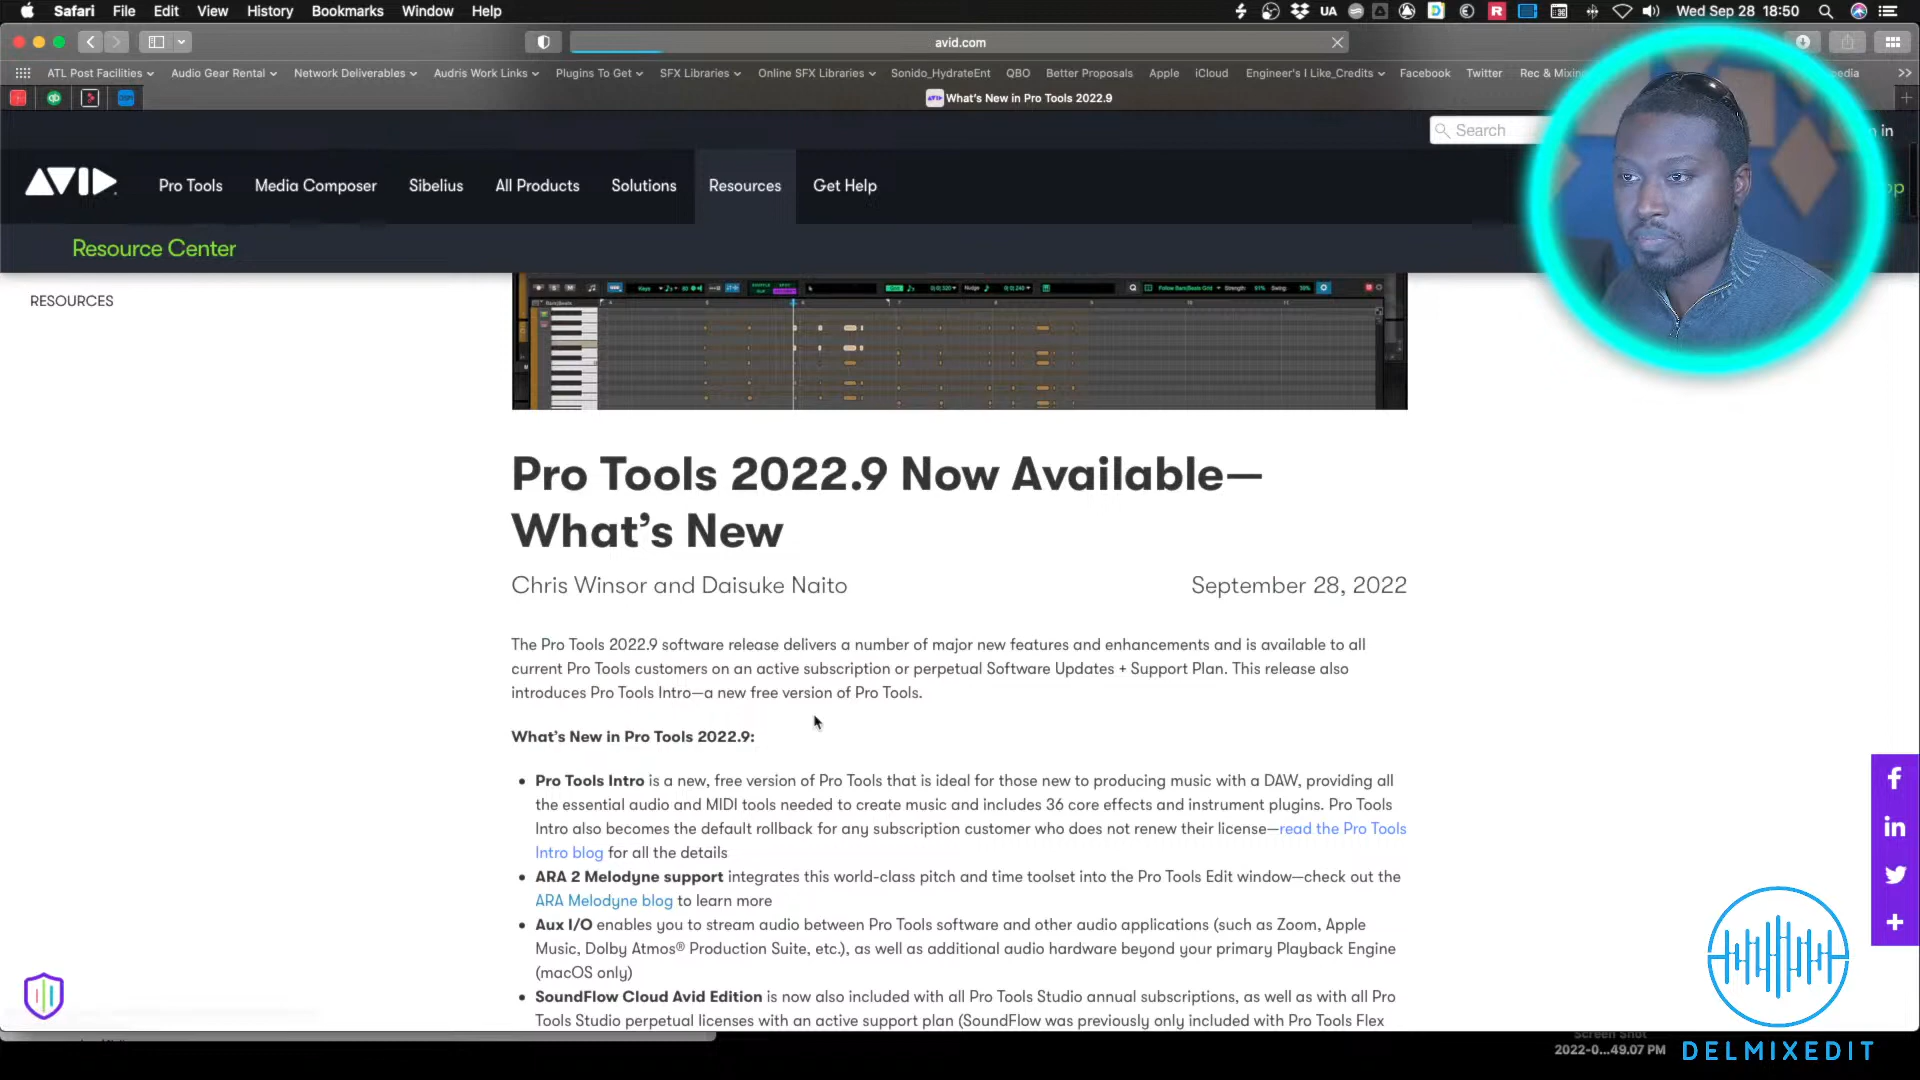 Safari File Edit View History Bookmarks Window Help UA Wed Sep 28 18:50
avid.com
ATL Post Facilities Audio Gear Rental Network Deliverables Audris Work Links Plugins To Get SFX Libraries Online SFX Libraries Sonido_HydrateEnt QBO Better Proposals Apple iCloud Engineer's I Like_Credits Facebook Twitter
What's New in Pro Tools 2022.9
Search
in
AVID Pro Tools Media Composer Sibelius All Products Solutions Resources Get Help
Resource Center
RESOURCES
Pro Tools 2022.9 Now Available—
What's New
Chris Winsor and Daisuke Naito September 28, 2022
The Pro Tools 2022.9 software release delivers a number of major new features and enhancements and is available to all
current Pro Tools customers on an active subscription or perpetual Software Updates + Support Plan. This release also
introduces Pro Tools Intro—a new free version of Pro Tools.
What's New in Pro Tools 2022.9:
• Pro Tools Intro is a new, free version of Pro Tools that is ideal for those new to producing music with a DAW, providing all
the essential audio and MIDI tools needed to create music and includes 36 core effects and instrument plugins. Pro Tools
Intro also becomes the default rollback for any subscription customer who does not renew their license—read the Pro Tools
Intro blog for all the details
• ARA 2 Melodyne support integrates this world-class pitch and time toolset into the Pro Tools Edit window—check out the
ARA Melodyne blog to learn more
• Aux I/O enables you to stream audio between Pro Tools software and other audio applications (such as Zoom, Apple
Music, Dolby Atmos® Production Suite, etc.), as well as additional audio hardware beyond your primary Playback Engine
(macOS only)
• SoundFlow Cloud Avid Edition is now also included with all Pro Tools Studio annual subscriptions, as well as with all Pro
Tools Studio perpetual licenses with an active support plan (SoundFlow was previously only included with Pro Tools Flex
Screen Shot
2022-0...49.07 PM
DELMIXEDIT